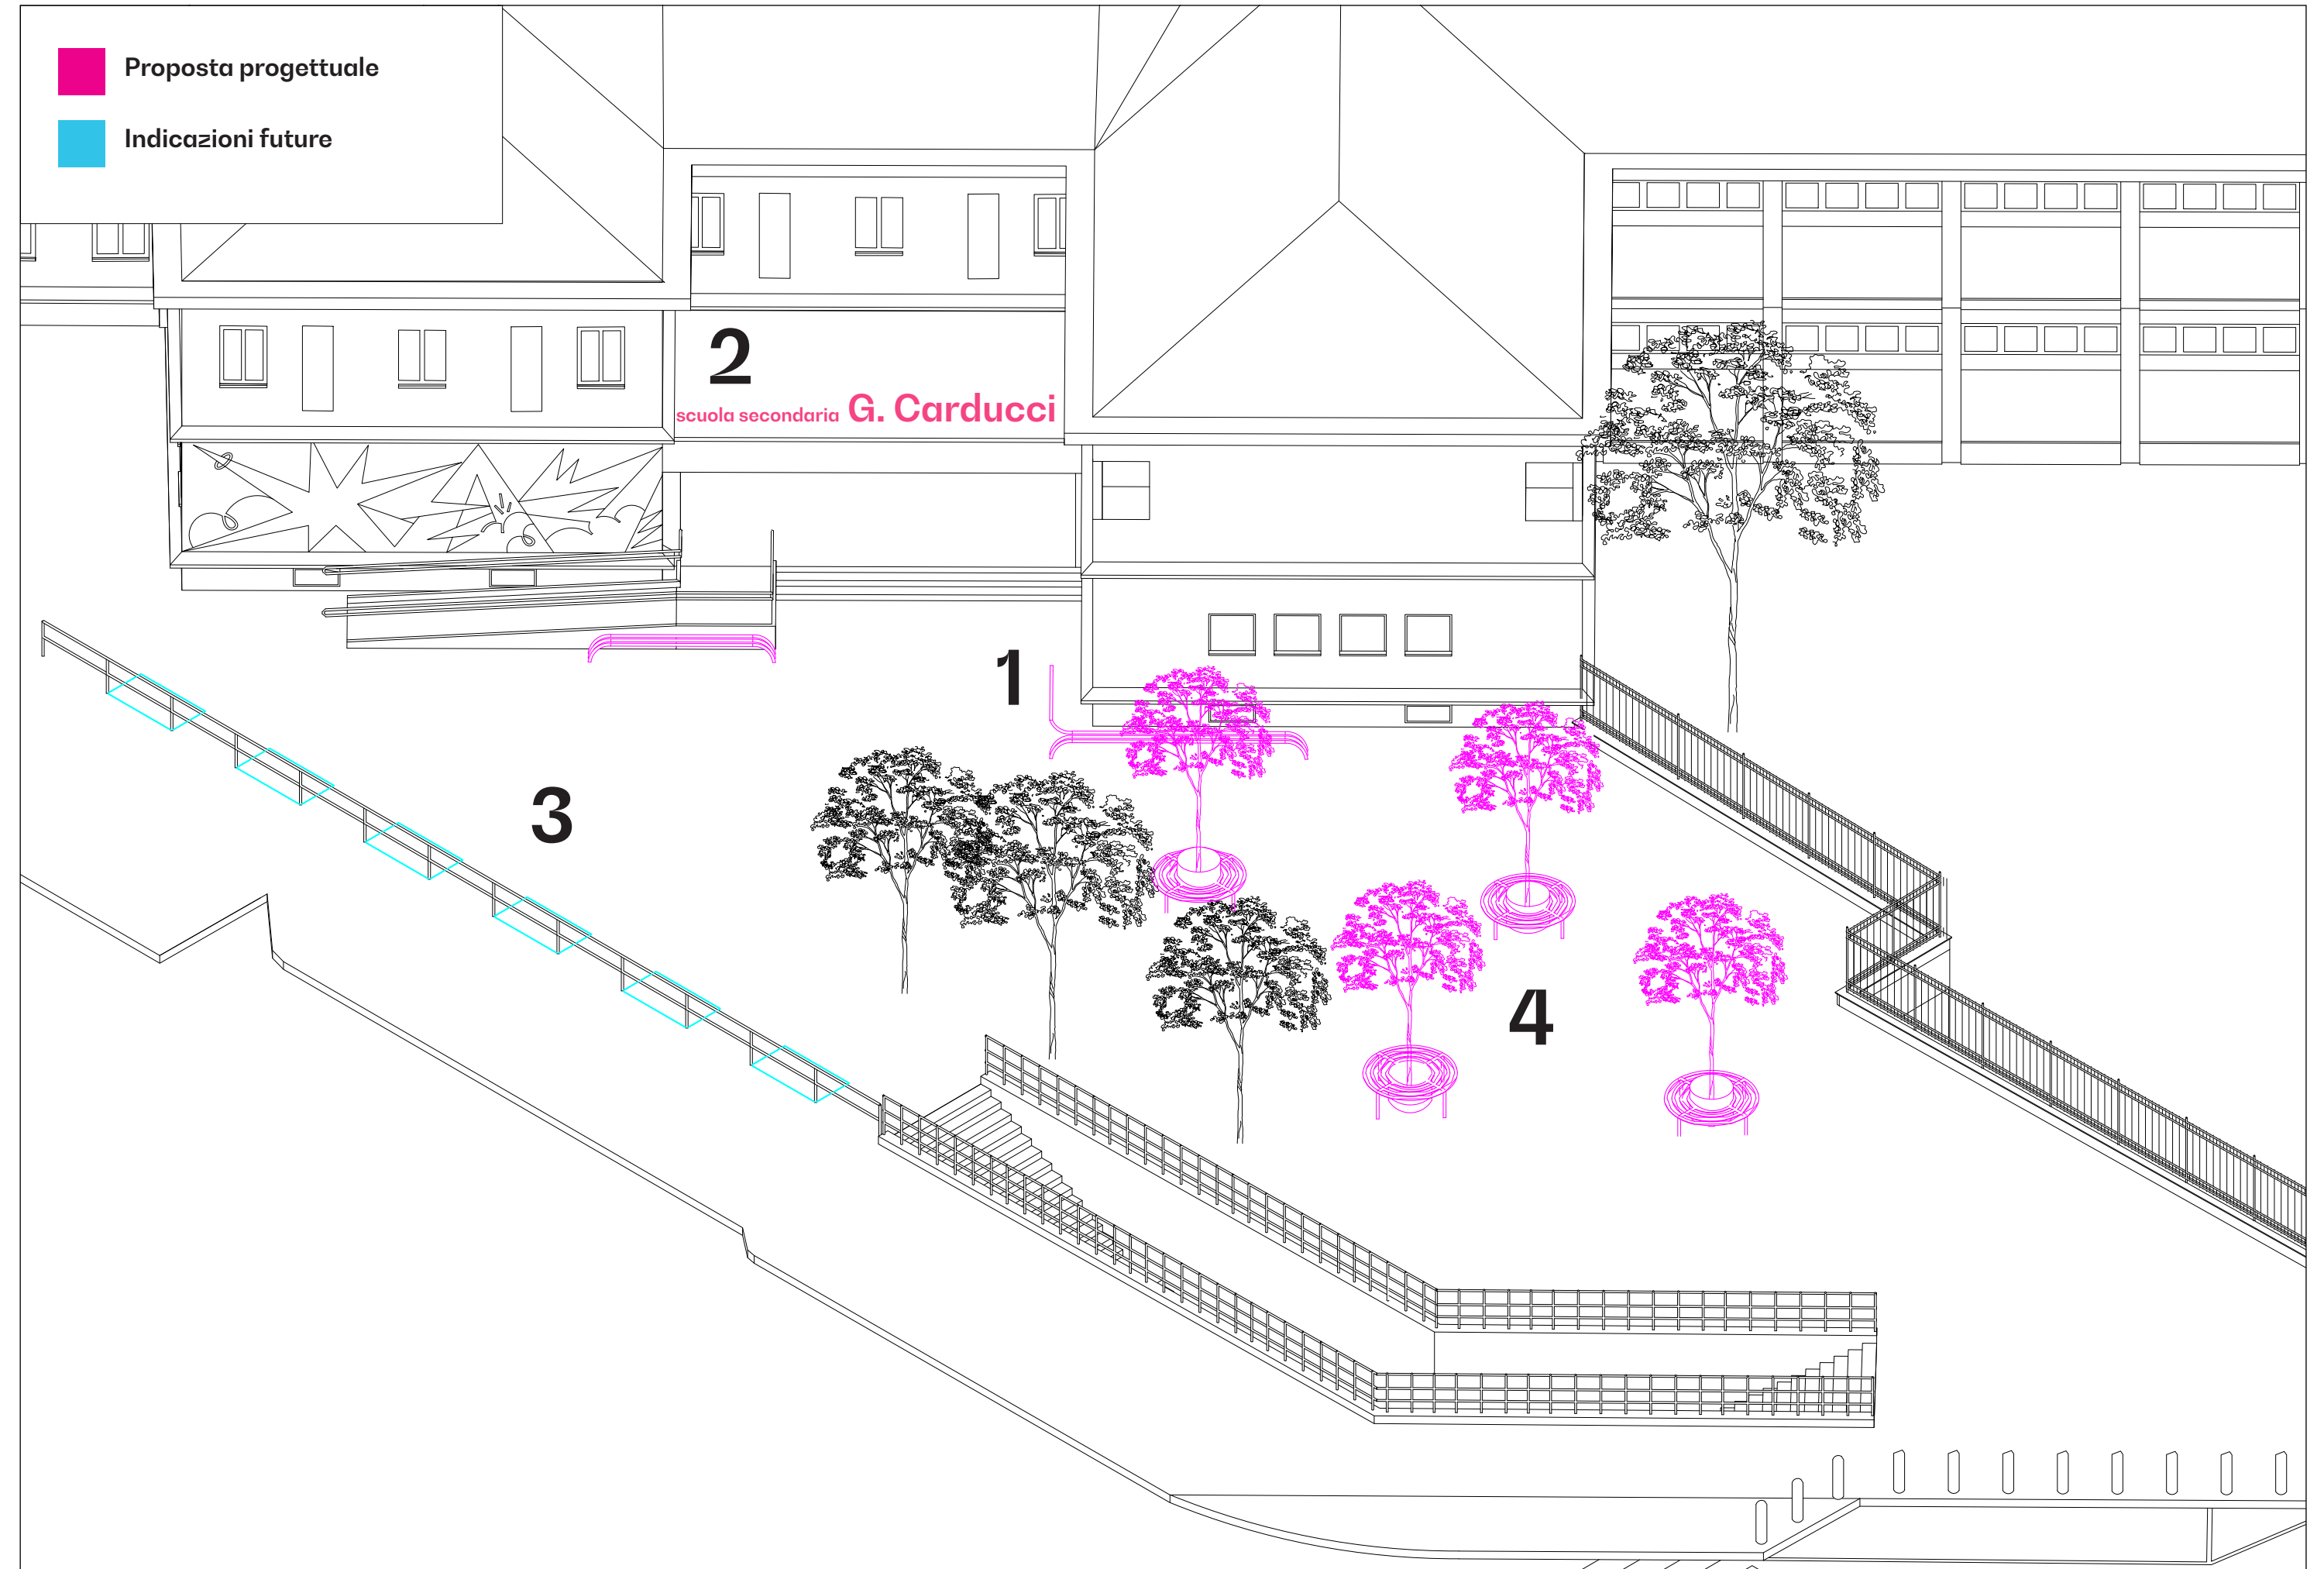 Proposta progettuale
Indicazioni future
2
scuola secondaria G. Carducci
1
3
4